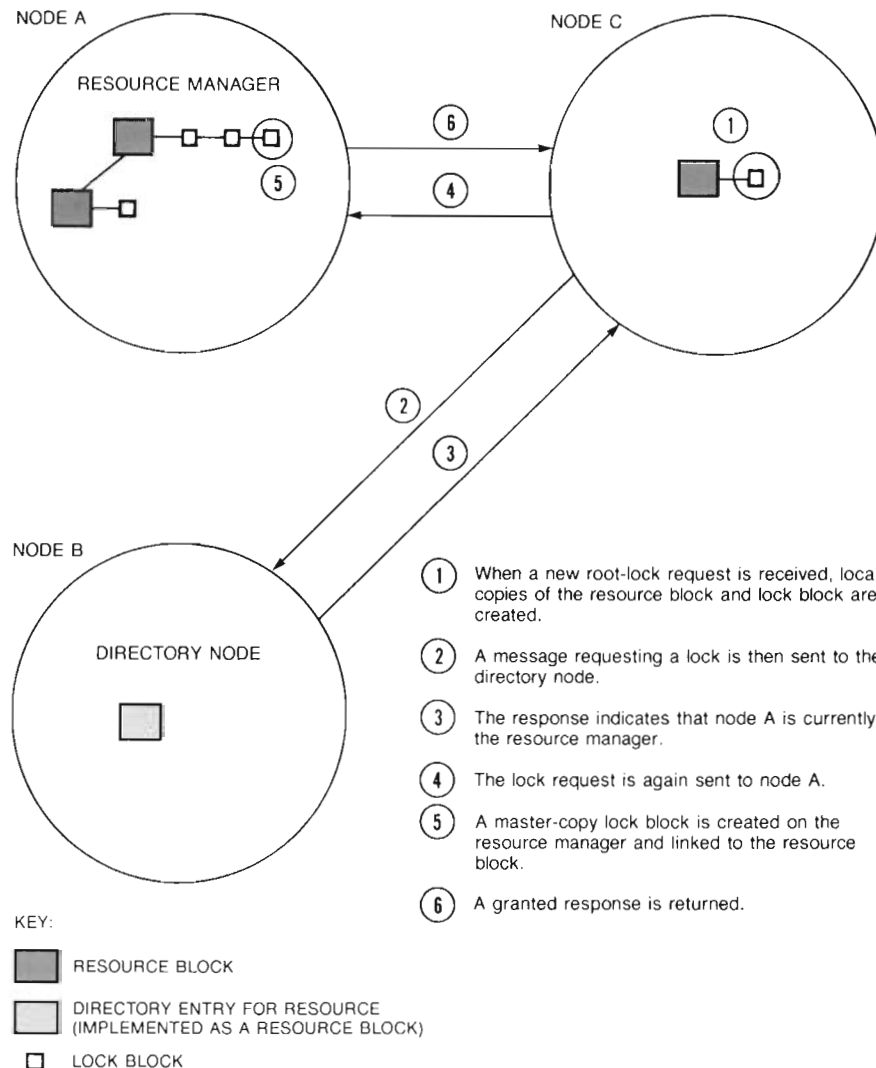 NODE A
NODE C
RESOURCE MANAGER
6
1
5
4
2
3
NODE B
DIRECTORY NODE
1 When a new root-lock request is received, loca
copies of the resource block and lock block are
created.
2 A message requesting a lock is then sent to the
directory node.
3 The response indicates that node A is currently
the resource manager.
4 The lock request is again sent to node A.
5 A master-copy lock block is created on the
resource manager and linked to the resource
block.
6 A granted response is returned.
KEY:
RESOURCE BLOCK
DIRECTORY ENTRY FOR RESOURCE
(IMPLEMENTED AS A RESOURCE BLOCK)
LOCK BLOCK